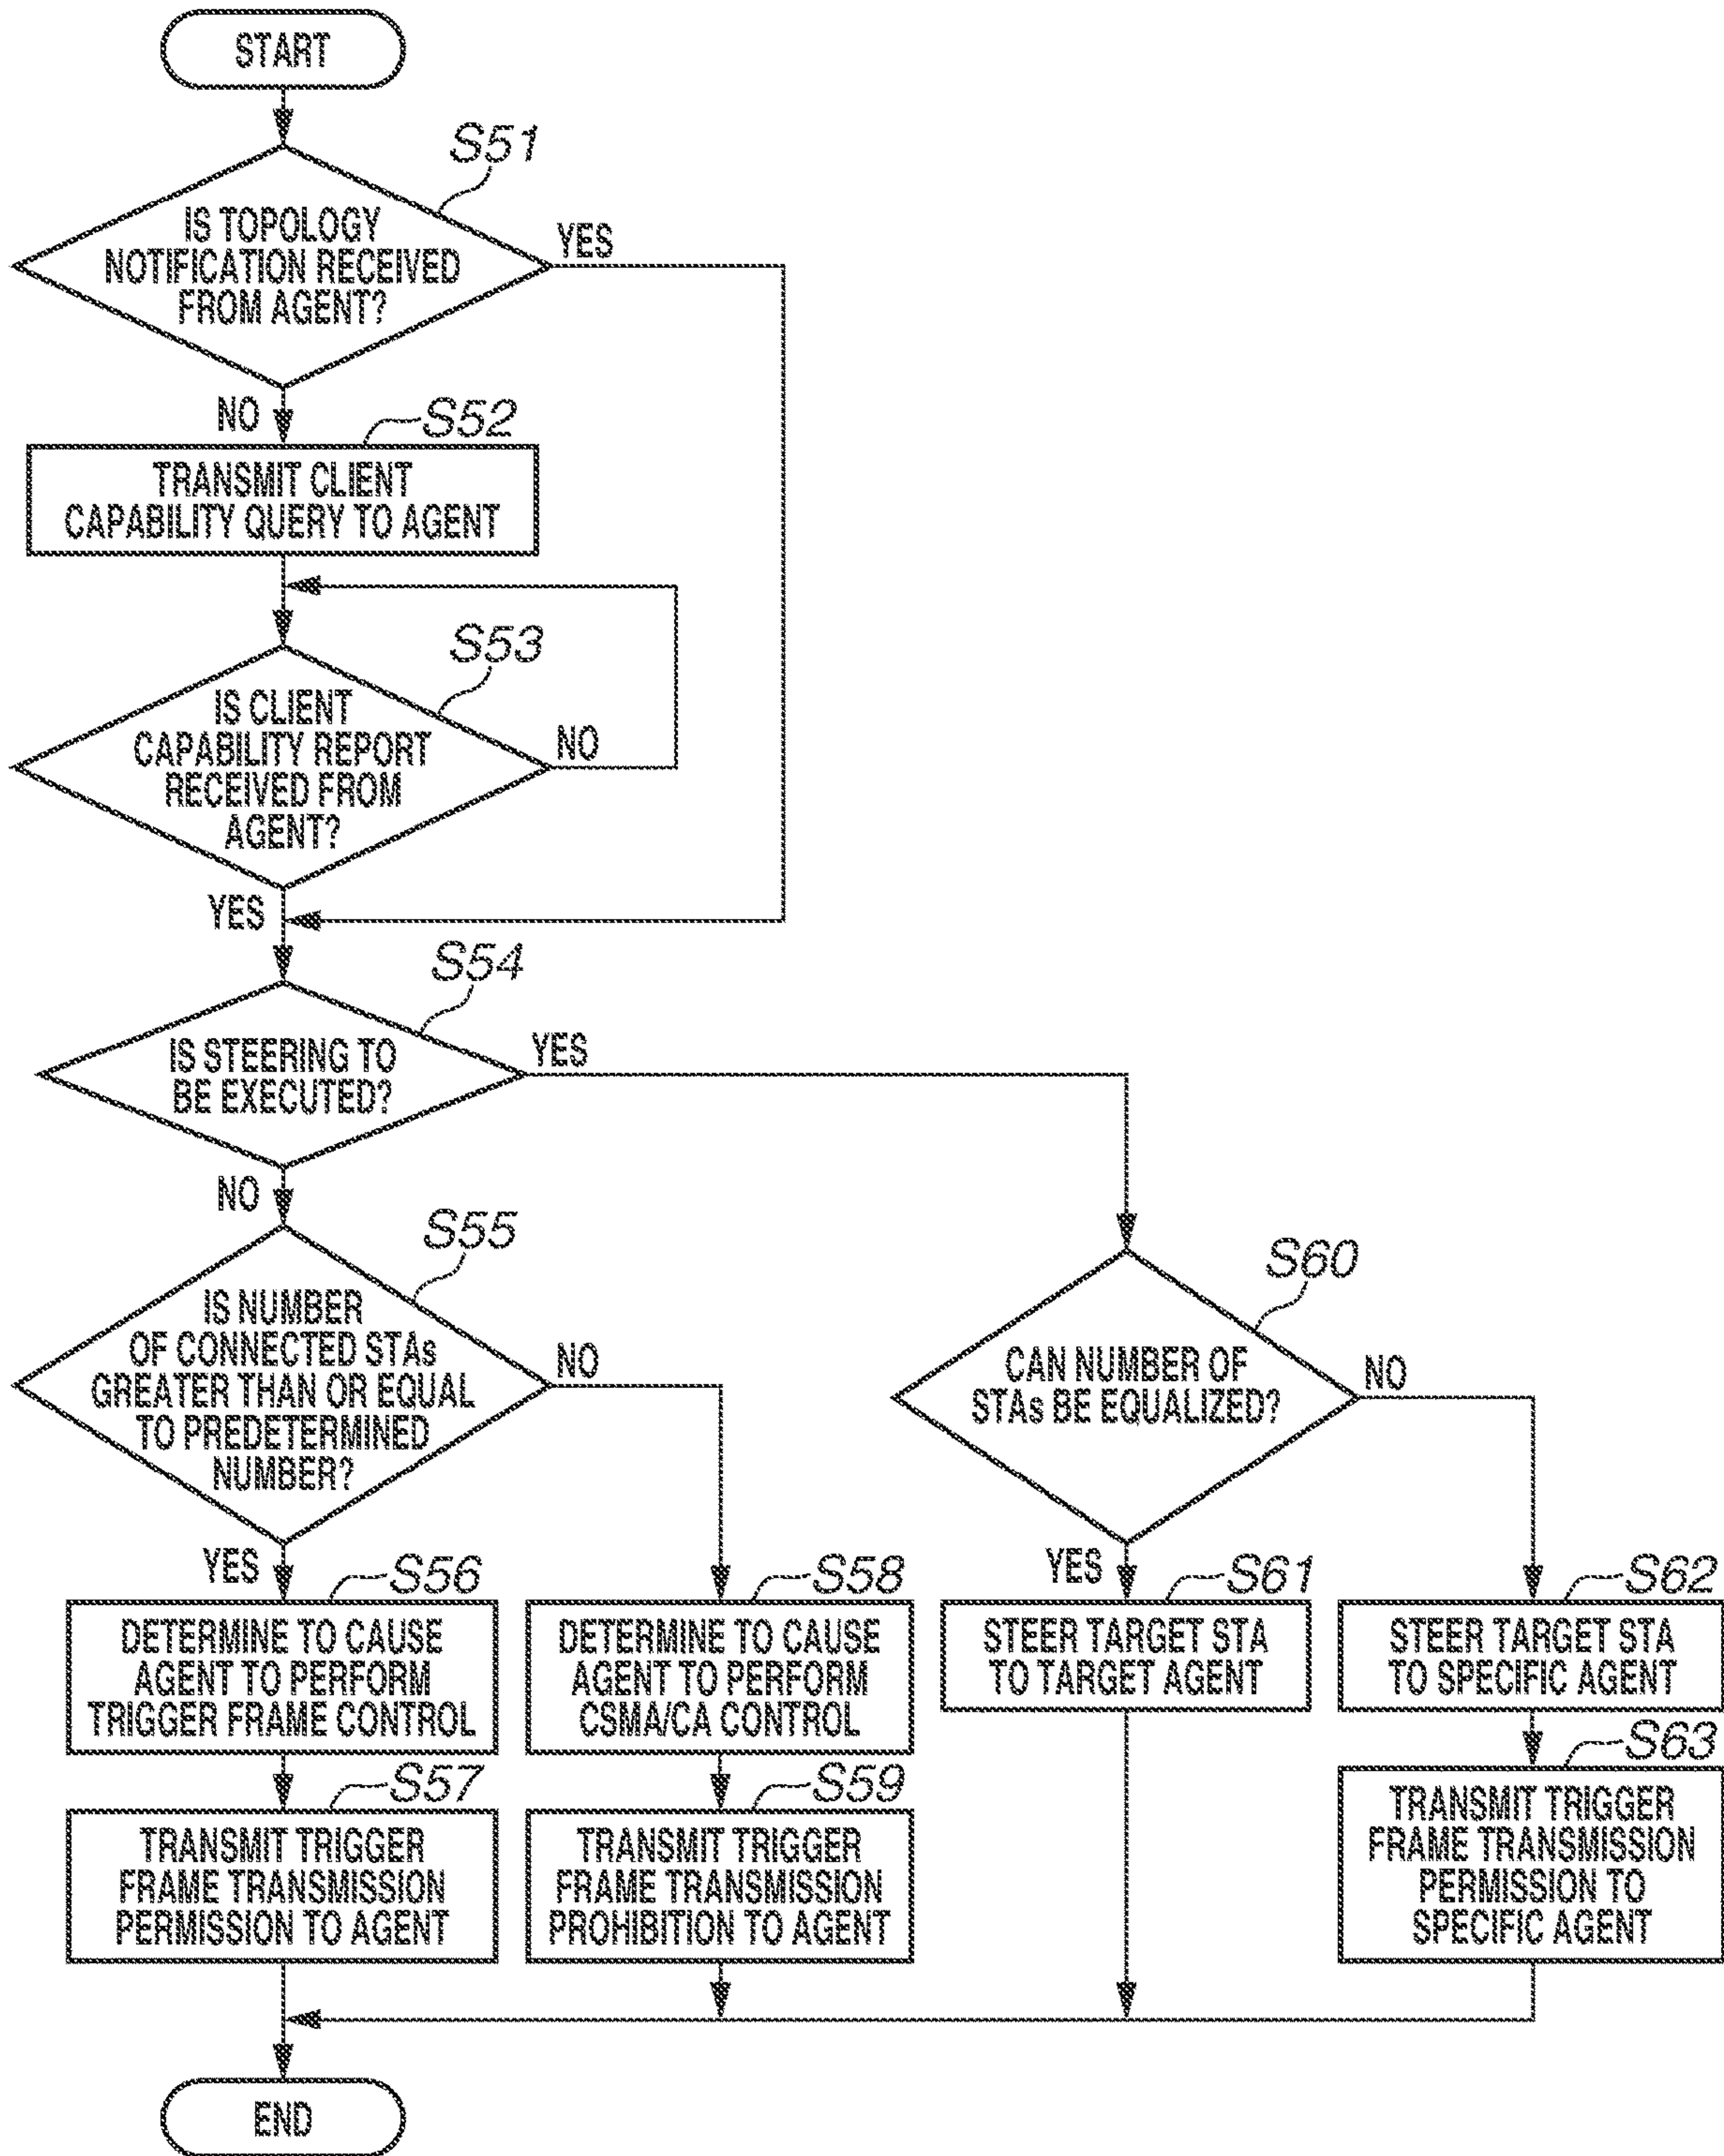 START
S51
IS TOPOLOGY
NOTIFICATION RECEIVED
FROM AGENT?
YES
NO
S52
TRANSMIT CLIENT
CAPABILITY QUERY TO AGENT
S53
IS CLIENT
CAPABILITY REPORT
RECEIVED FROM
AGENT?
NO
YES
S54
IS STEERING TO
BE EXECUTED?
YES
NO
S55
IS NUMBER
OF CONNECTED STAs
GREATER THAN OR EQUAL
TO PREDETERMINED
NUMBER?
NO
YES
S60
CAN NUMBER OF
STAs BE EQUALIZED?
NO
YES
S56
DETERMINE TO CAUSE
AGENT TO PERFORM
TRIGGER FRAME CONTROL
S58
DETERMINE TO CAUSE
AGENT TO PERFORM
CSMA/CA CONTROL
S61
STEER TARGET STA
TO TARGET AGENT
S62
STEER TARGET STA
TO SPECIFIC AGENT
S57
TRANSMIT TRIGGER
FRAME TRANSMISSION
PERMISSION TO AGENT
S59
TRANSMIT TRIGGER
FRAME TRANSMISSION
PROHIBITION TO AGENT
S63
TRANSMIT TRIGGER
FRAME TRANSMISSION
PERMISSION TO
SPECIFIC AGENT
END